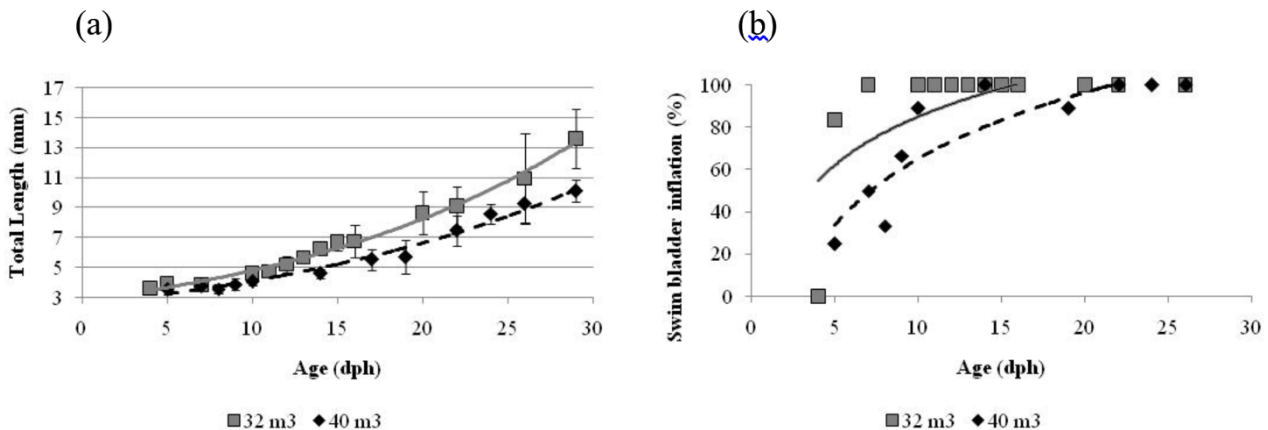 (a)
17
15
13
11
9
7
5
3
Total Length (mm)
0 5 10 15 20 25 30
Age (dph)
32 m3 40 m3
(b)
100
80
60
40
20
0
Swim bladder inflation (%)
0 5 10 15 20 25 30
Age (dph)
32 m3 40 m3